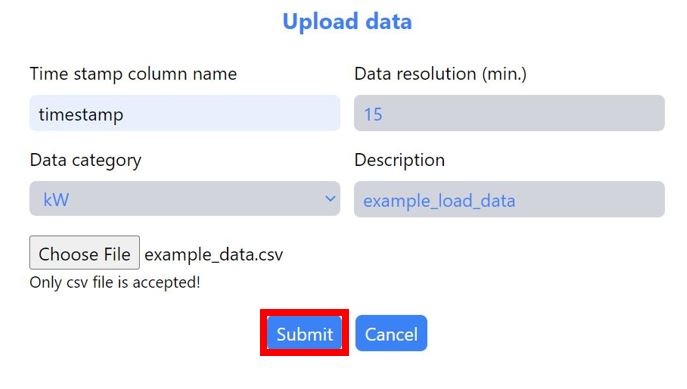 Upload data
Time stamp column name
Data resolution (min.)
timestamp
15
Data category
Description
kW
example_load_data
Choose File example_data.csv
Only csv file is accepted!
Submit
Cancel